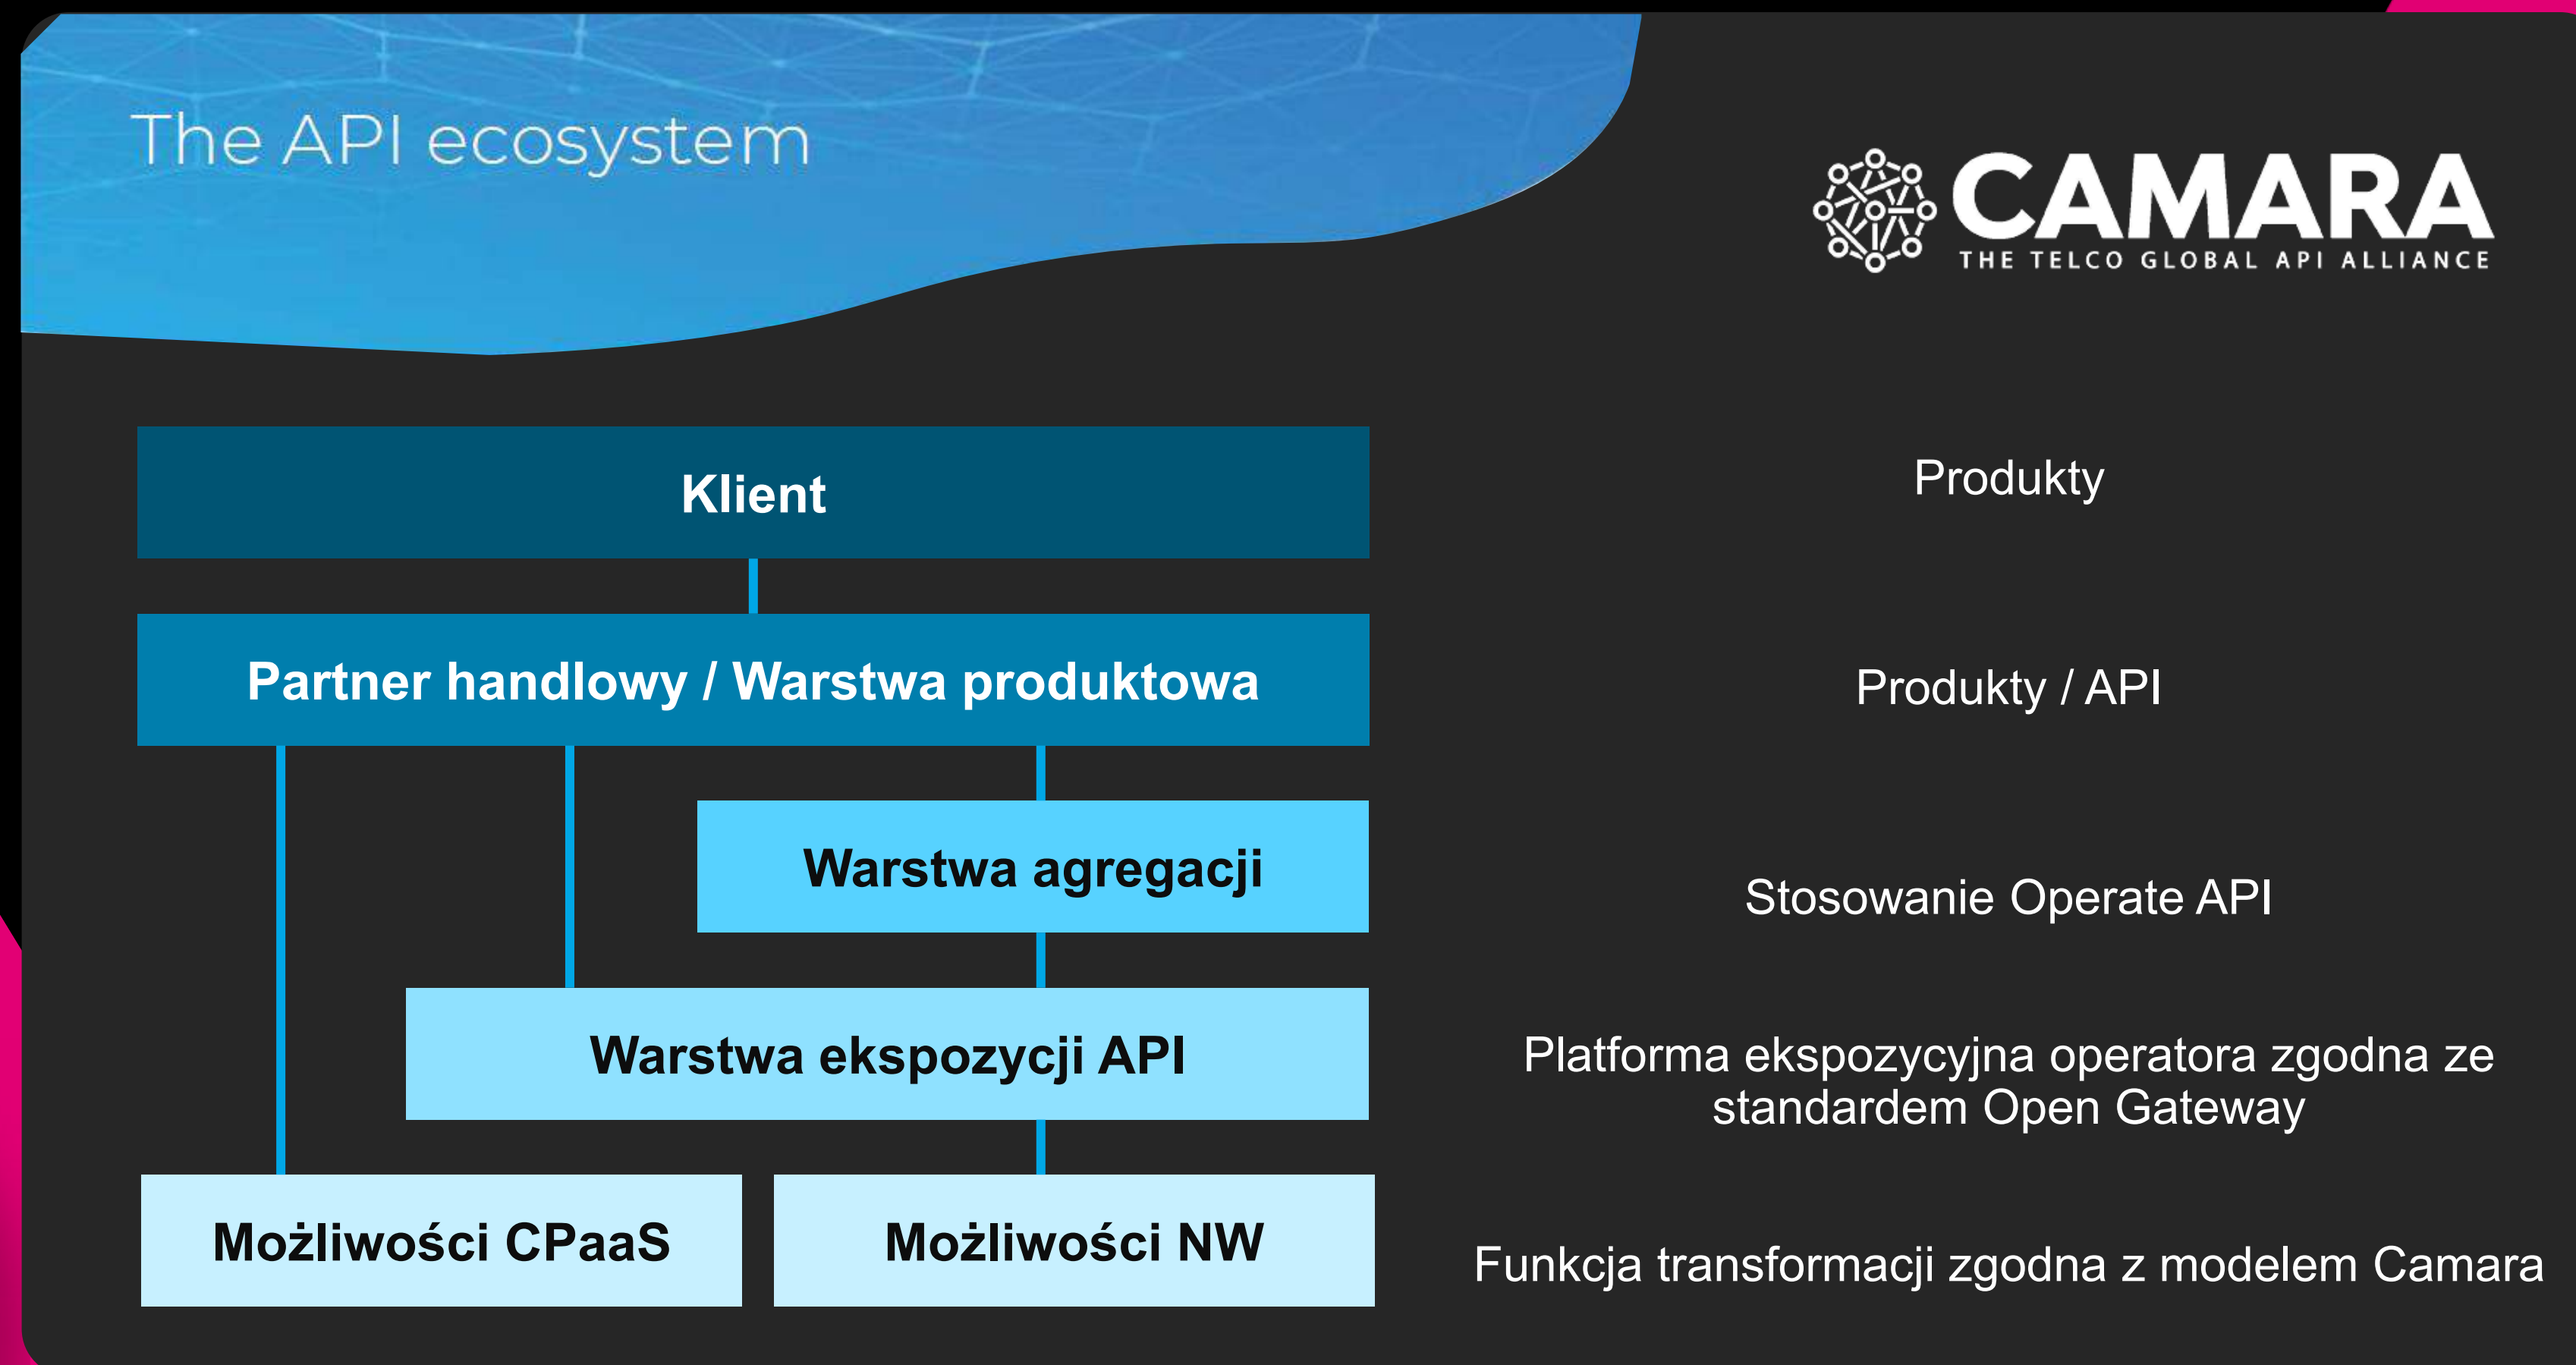 The API ecosystem
CAMARA
THE TELCO GLOBAL API ALLIANCE
Klient
Produkty
Partner handlowy / Warstwa produktowa
Produkty / API
Warstwa agregacji
Stosowanie Operate API
Warstwa ekspozycji API
Platforma ekspozycyjna operatora zgodna ze
standardem Open Gateway
Możliwości CPaaS
Możliwości NW
Funkcja transformacji zgodna z modelem Camara